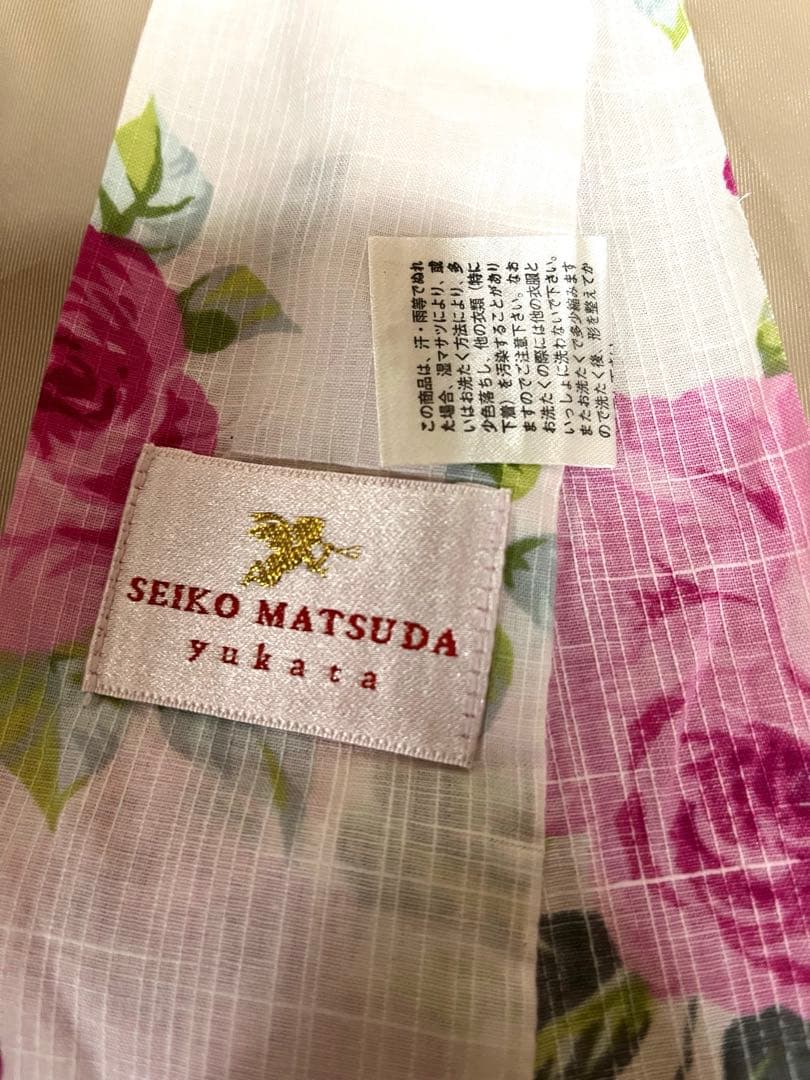 この商品は、汗・雨等でぬれ
た場合、湿マサツにより、或
いはお洗たく方法により、多
少色落ちし、他の衣類（特に
下着）を汚染することがあり
ますのでご注意下さい。なお
お洗たくの際には他の衣服と
いっしょに洗わないで下さい。
またお洗たくで多少縮みます
ので洗たく後、形を整えてか
SEIKO MATSUDA
yukata